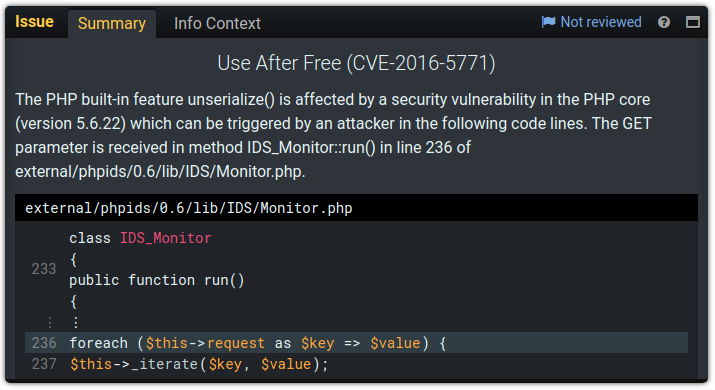 Issue Summary Info Context Not reviewed
Use After Free (CVE-2016-5771)
The PHP built-in feature unserialize() is affected by a security vulnerability in the PHP core
(version 5.6.22) which can be triggered by an attacker in the following code lines. The GET
parameter is received in method IDS_Monitor::run() in line 236 of
external/phpids/0.6/lib/IDS/Monitor.php.
external/phpids/0.6/lib/IDS/Monitor.php
class IDS_Monitor
{
233 public function run()
{
⋮ ⋮
236 foreach ($this->request as $key => $value) {
237 $this->_iterate($key, $value);